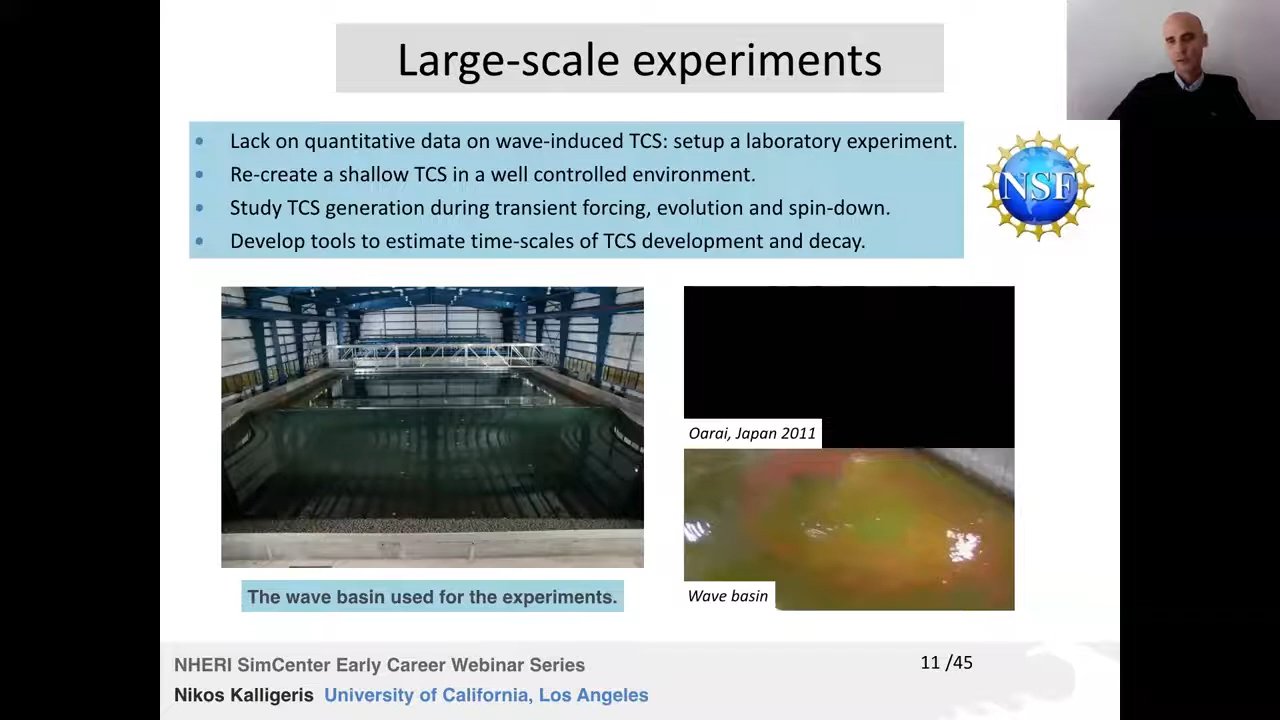 Large-scale experiments
• Lack on quantitative data on wave-induced TCS: setup a laboratory experiment.
• Re-create a shallow TCS in a well controlled environment.
• Study TCS generation during transient forcing, evolution and spin-down.
• Develop tools to estimate time-scales of TCS development and decay.
NSF
Oarai, Japan 2011
Wave basin
The wave basin used for the experiments.
NHERI SimCenter Early Career Webinar Series
11 /45
Nikos Kalligeris University of California, Los Angeles